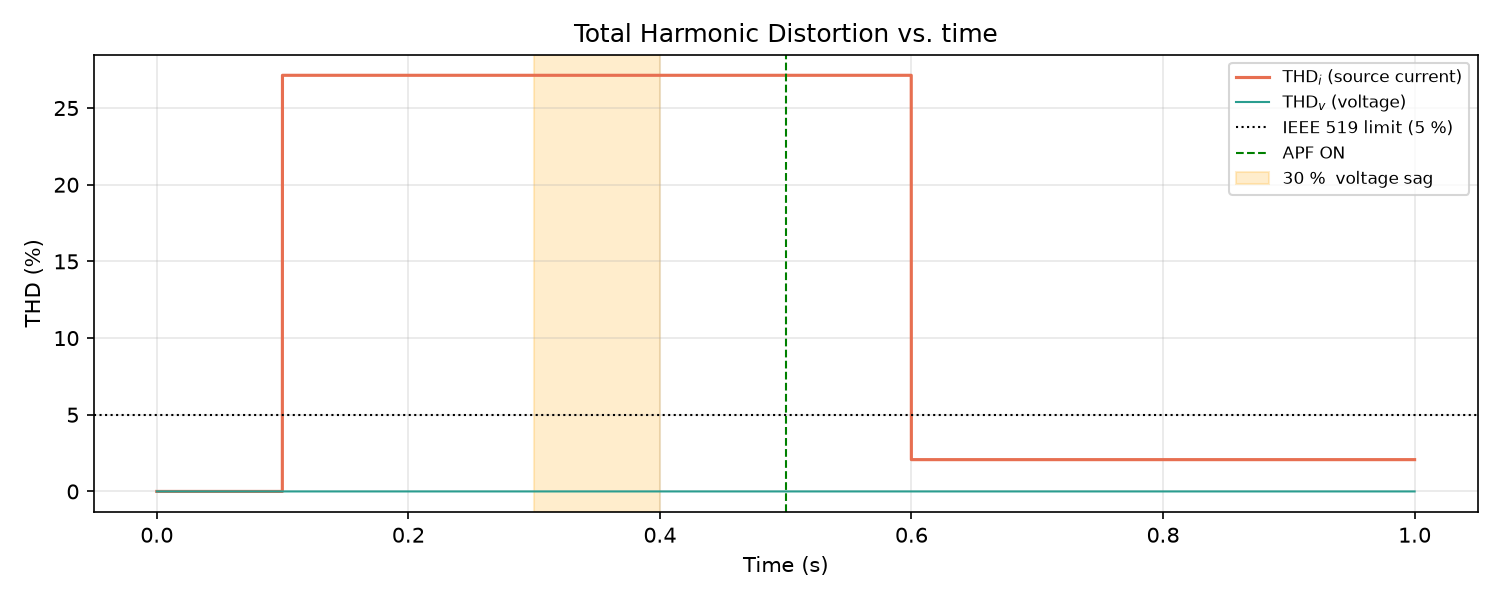 Total Harmonic Distortion vs. time
THD (%)
25
20
15
10
5
0
THDi (source current)
THDv (voltage)
IEEE 519 limit (5 %)
APF ON
30 %  voltage sag
0.0 0.2 0.4 0.6 0.8 1.0
Time (s)